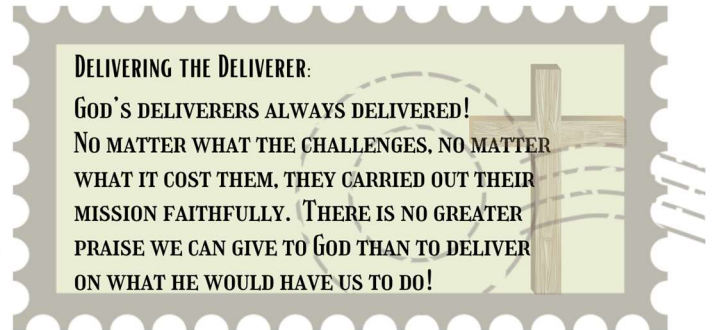 Delivering the Deliverer:
God's deliverers always delivered!
No matter what the challenges, no matter
what it cost them, they carried out their
mission faithfully. There is no greater
praise we can give to God than to deliver
on what he would have us to do!